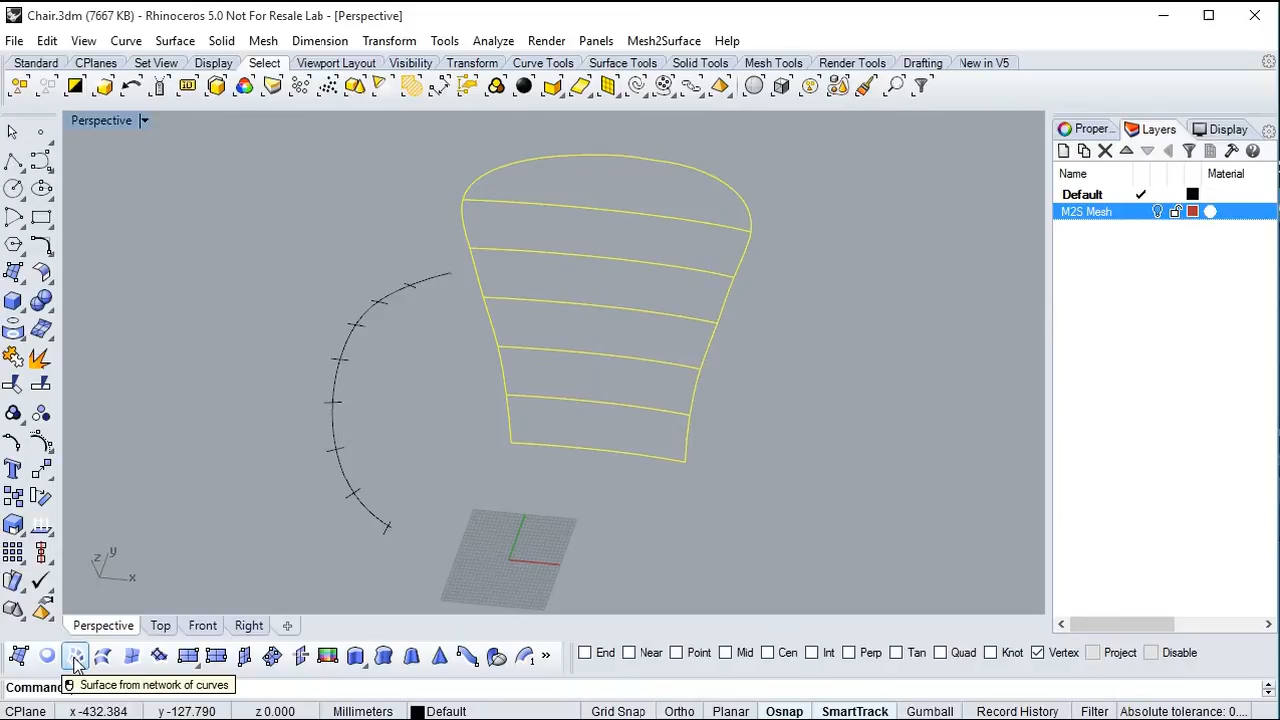 Chair.3dm (7667 KB) - Rhinoceros 5.0 Not For Resale Lab - [Perspective]
File Edit View Curve Surface Solid Mesh Dimension Transform Tools Analyze Render Panels Mesh2Surface Help
Standard CPlanes Set View Display Select Viewport Layout Visibility Transform Curve Tools Surface Tools Solid Tools Mesh Tools Render Tools Drafting New in V5
Perspective
Proper... Layers Display
Name Material
Default
M2S Mesh
z y x
Perspective Top Front Right
End Near Point Mid Cen Int Perp Tan Quad Knot Vertex Project Disable
Surface from network of curves
CPlane x -432.384 y -127.790 z 0.000 Millimeters Default Grid Snap Ortho Planar Osnap SmartTrack Gumball Record History Filter Absolute tolerance: 0....